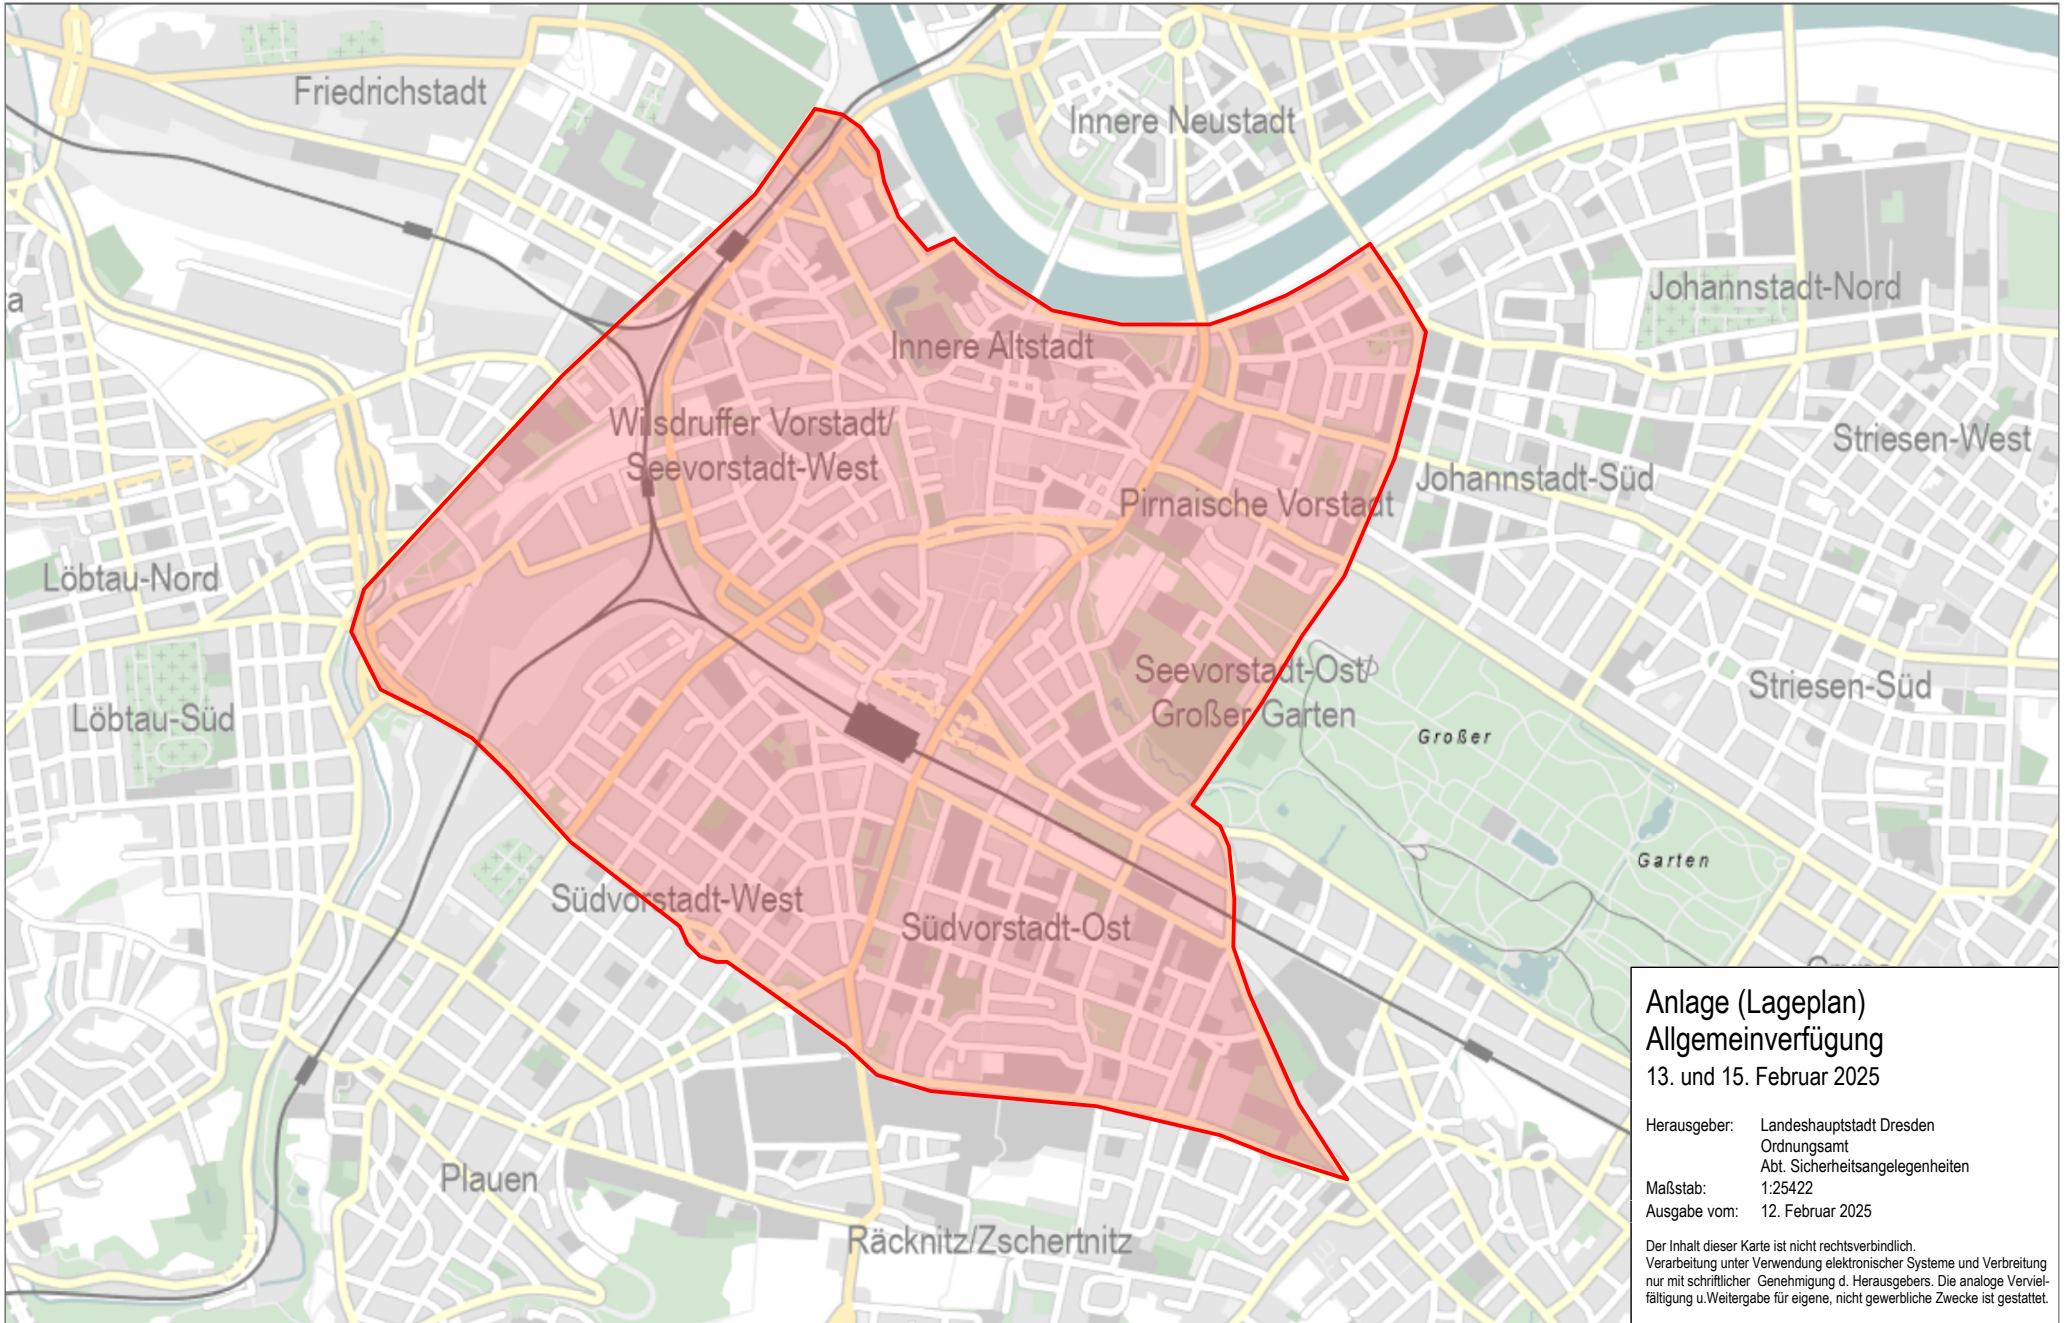 Friedrichstadt
Innere Neustadt
Johannstadt-Nord
a
Innere Altstadt
Wilsdruffer Vorstadt/
Seevorstadt-West
Striesen-West
Johannstadt-Süd
Pirnaische Vorstadt
Löbtau-Nord
Seevorstadt-Ost/
Großer Garten
Striesen-Süd
Löbtau-Süd
Großer
Garten
Südvorstadt-West
Südvorstadt-Ost
Plauen
Räcknitz/Zschertnitz
Anlage (Lageplan)
Allgemeinverfügung
13. und 15. Februar 2025
Herausgeber: Landeshauptstadt Dresden
Ordnungsamt
Abt. Sicherheitsangelegenheiten
Maßstab: 1:25422
Ausgabe vom: 12. Februar 2025
Der Inhalt dieser Karte ist nicht rechtsverbindlich.
Verarbeitung unter Verwendung elektronischer Systeme und Verbreitung
nur mit schriftlicher Genehmigung d. Herausgebers. Die analoge Verviel-
fältigung u.Weitergabe für eigene, nicht gewerbliche Zwecke ist gestattet.